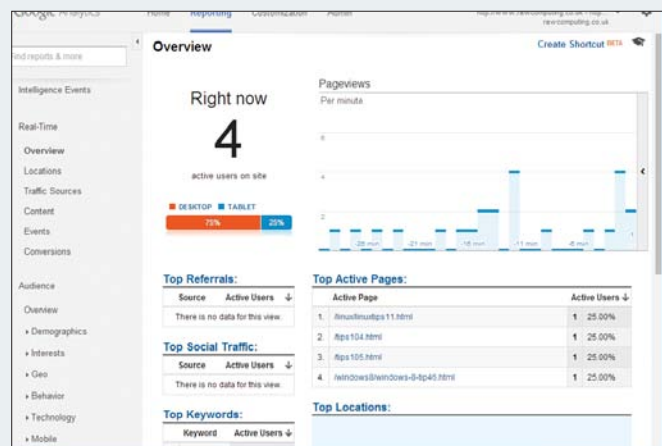 Google Analytics Home Reporting Customization Admin
newcomputing.co.uk
Find reports & more
Intelligence Events
Real-Time
Overview
Locations
Traffic Sources
Content
Events
Conversions
Audience
Overview
Demographics
Interests
Geo
Behavior
Technology
Mobile
Overview
Create Shortcut BETA
Right now
4
active users on site
DESKTOP TABLET
75% 25%
Pageviews
Per minute
6
4
2
-26 min -21 min -16 min -11 min -6 min
1
Top Referrals:
Source Active Users
There is no data for this view.
Top Social Traffic:
Source Active Users
There is no data for this view.
Top Keywords:
Keyword Active Users
Top Active Pages:
Active Page Active Users
1. /linux/linuxtips11.html 1 25.00%
2. /tips104.html 1 25.00%
3. /tips105.html 1 25.00%
4. /windows8/windows-8-tip46.html 1 25.00%
Top Locations: